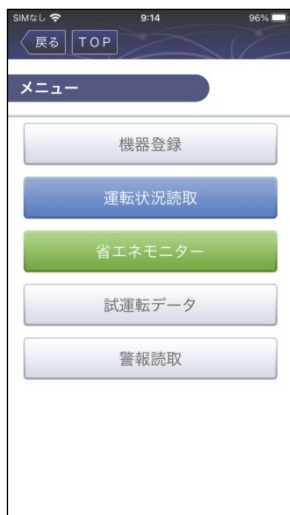 SIMなし 9:14 96%
戻る TOP
メニュー
機器登録
運転状況読取
省エネモニター
試運転データ
警報読取